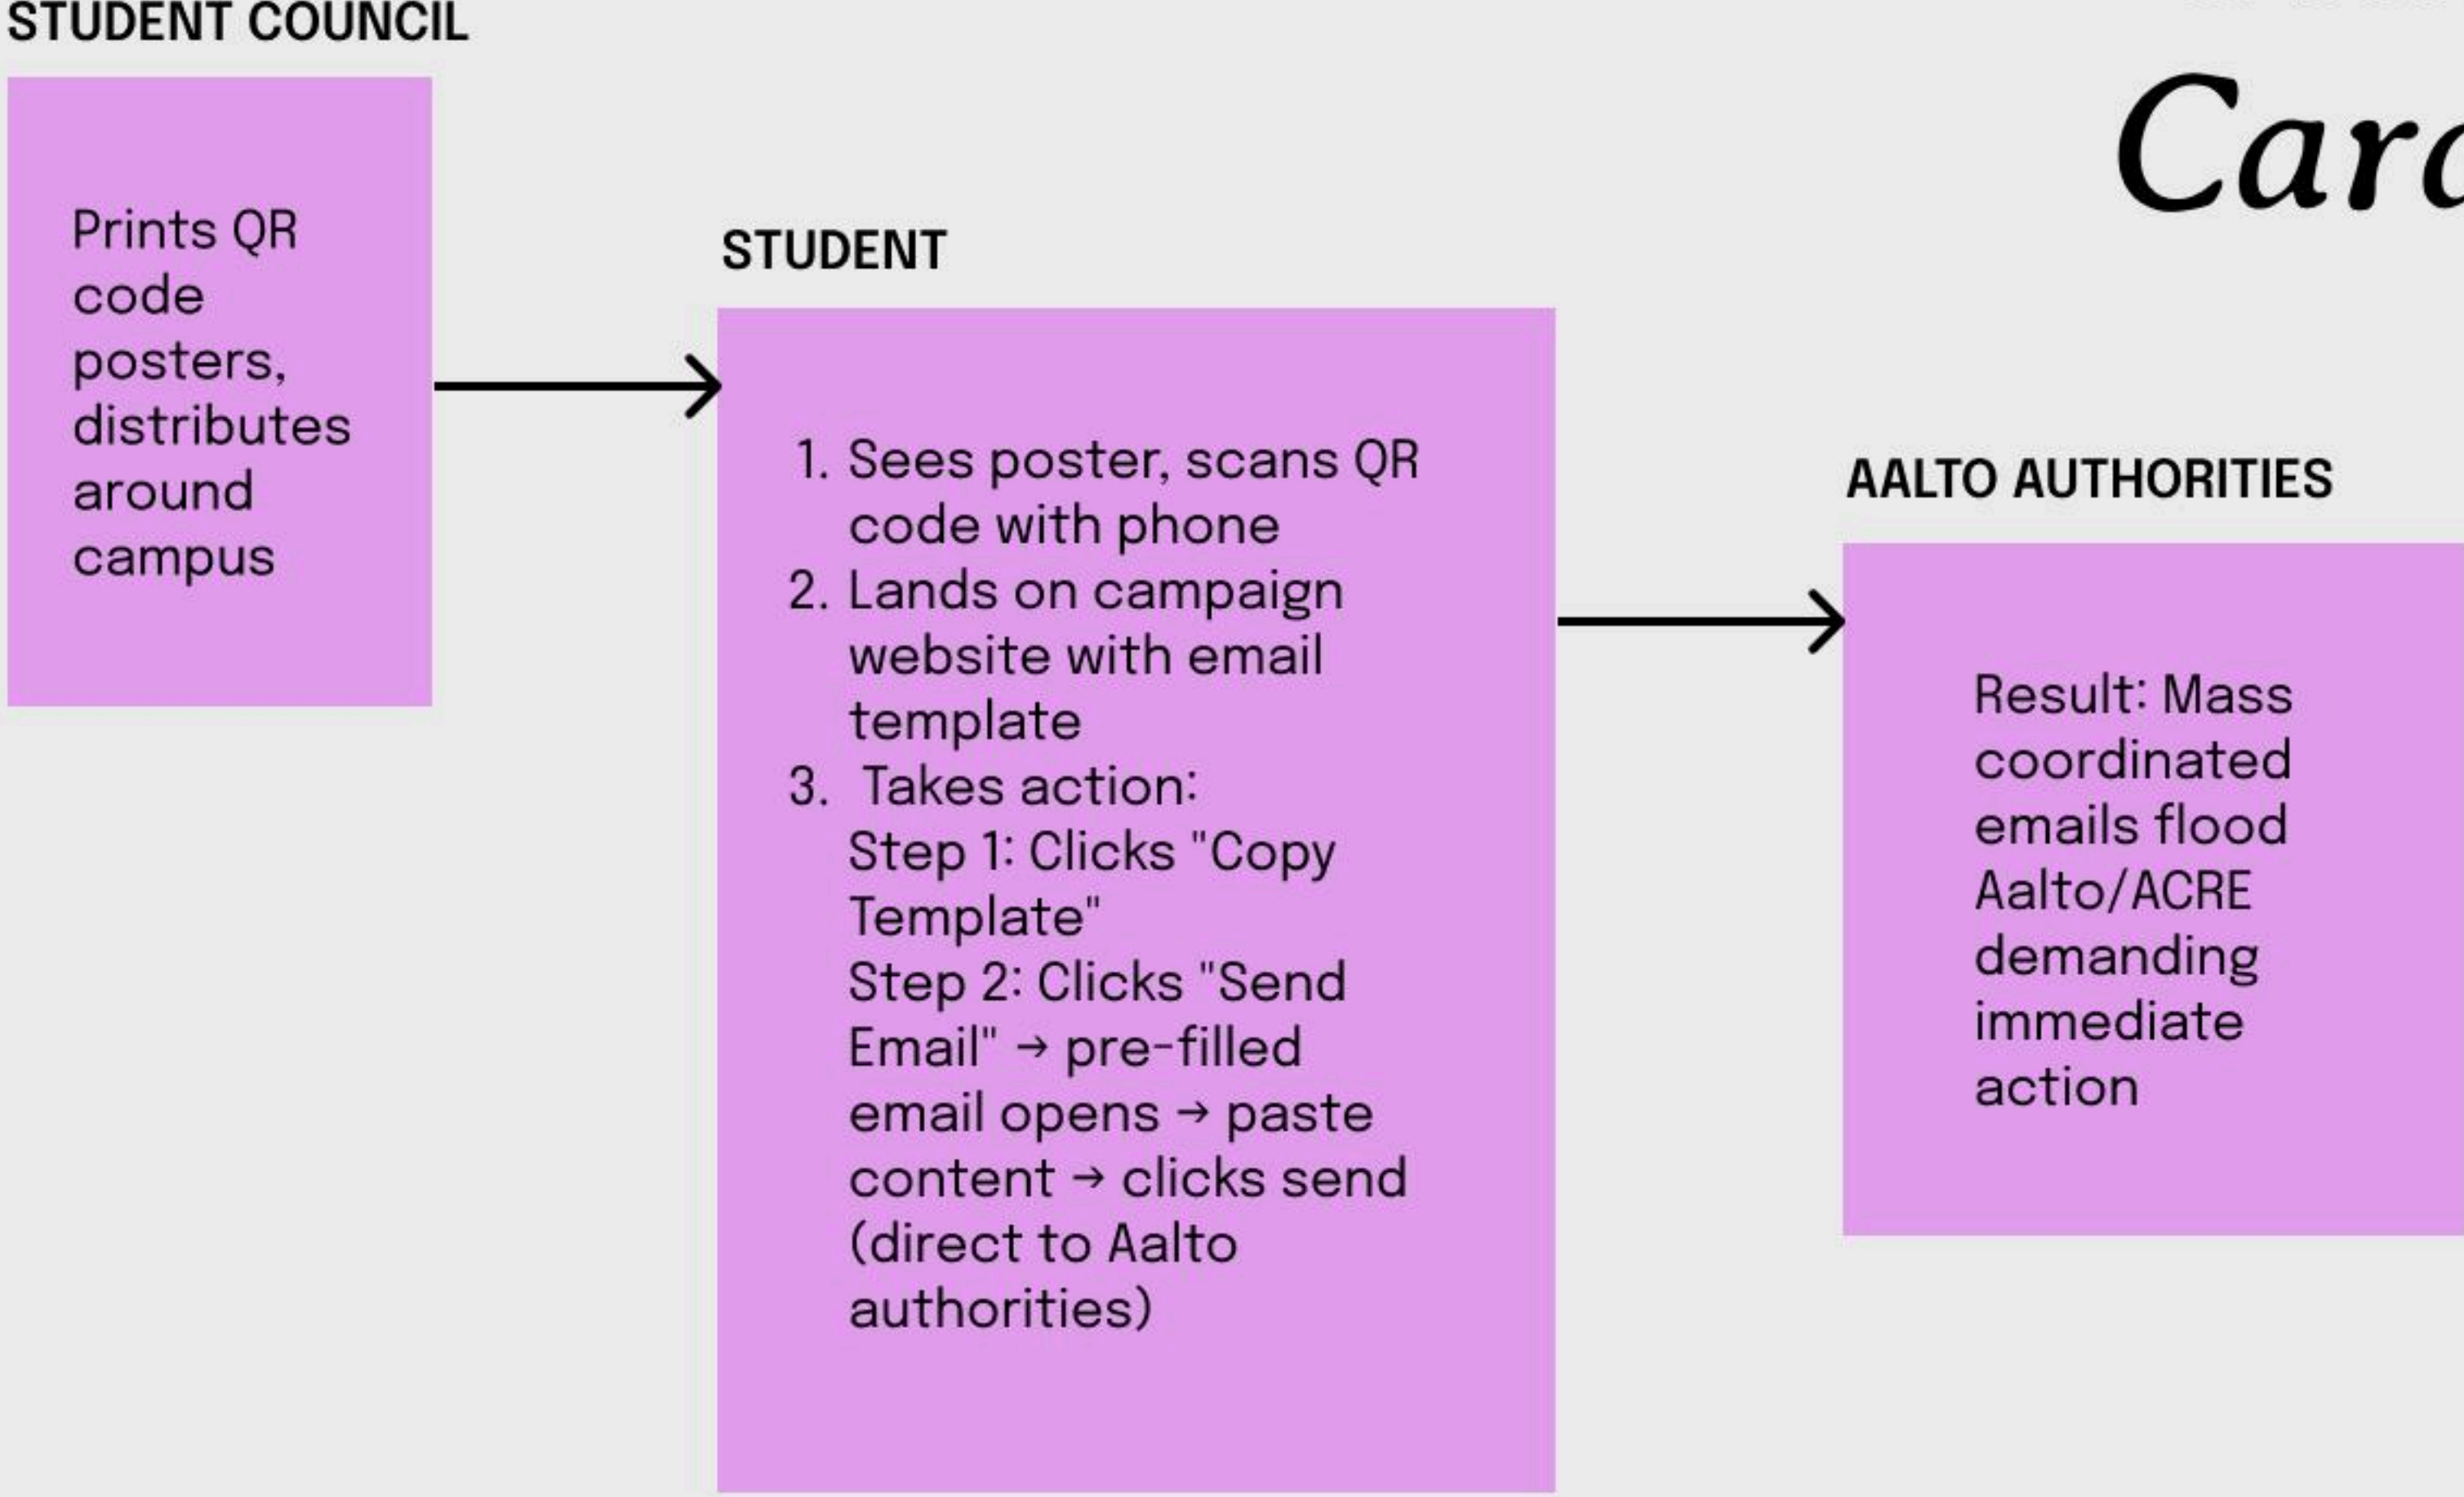 STUDENT COUNCIL
Prints QR
code
posters,
distributes
around
campus
STUDENT
1. Sees poster, scans QR
code with phone
2. Lands on campaign
website with email
template
3. Takes action:
Step 1: Clicks "Copy
Template"
Step 2: Clicks "Send
Email" → pre-filled
email opens → paste
content → clicks send
(direct to Aalto
authorities)
AALTO AUTHORITIES
Result: Mass
coordinated
emails flood
Aalto/ACRE
demanding
immediate
action